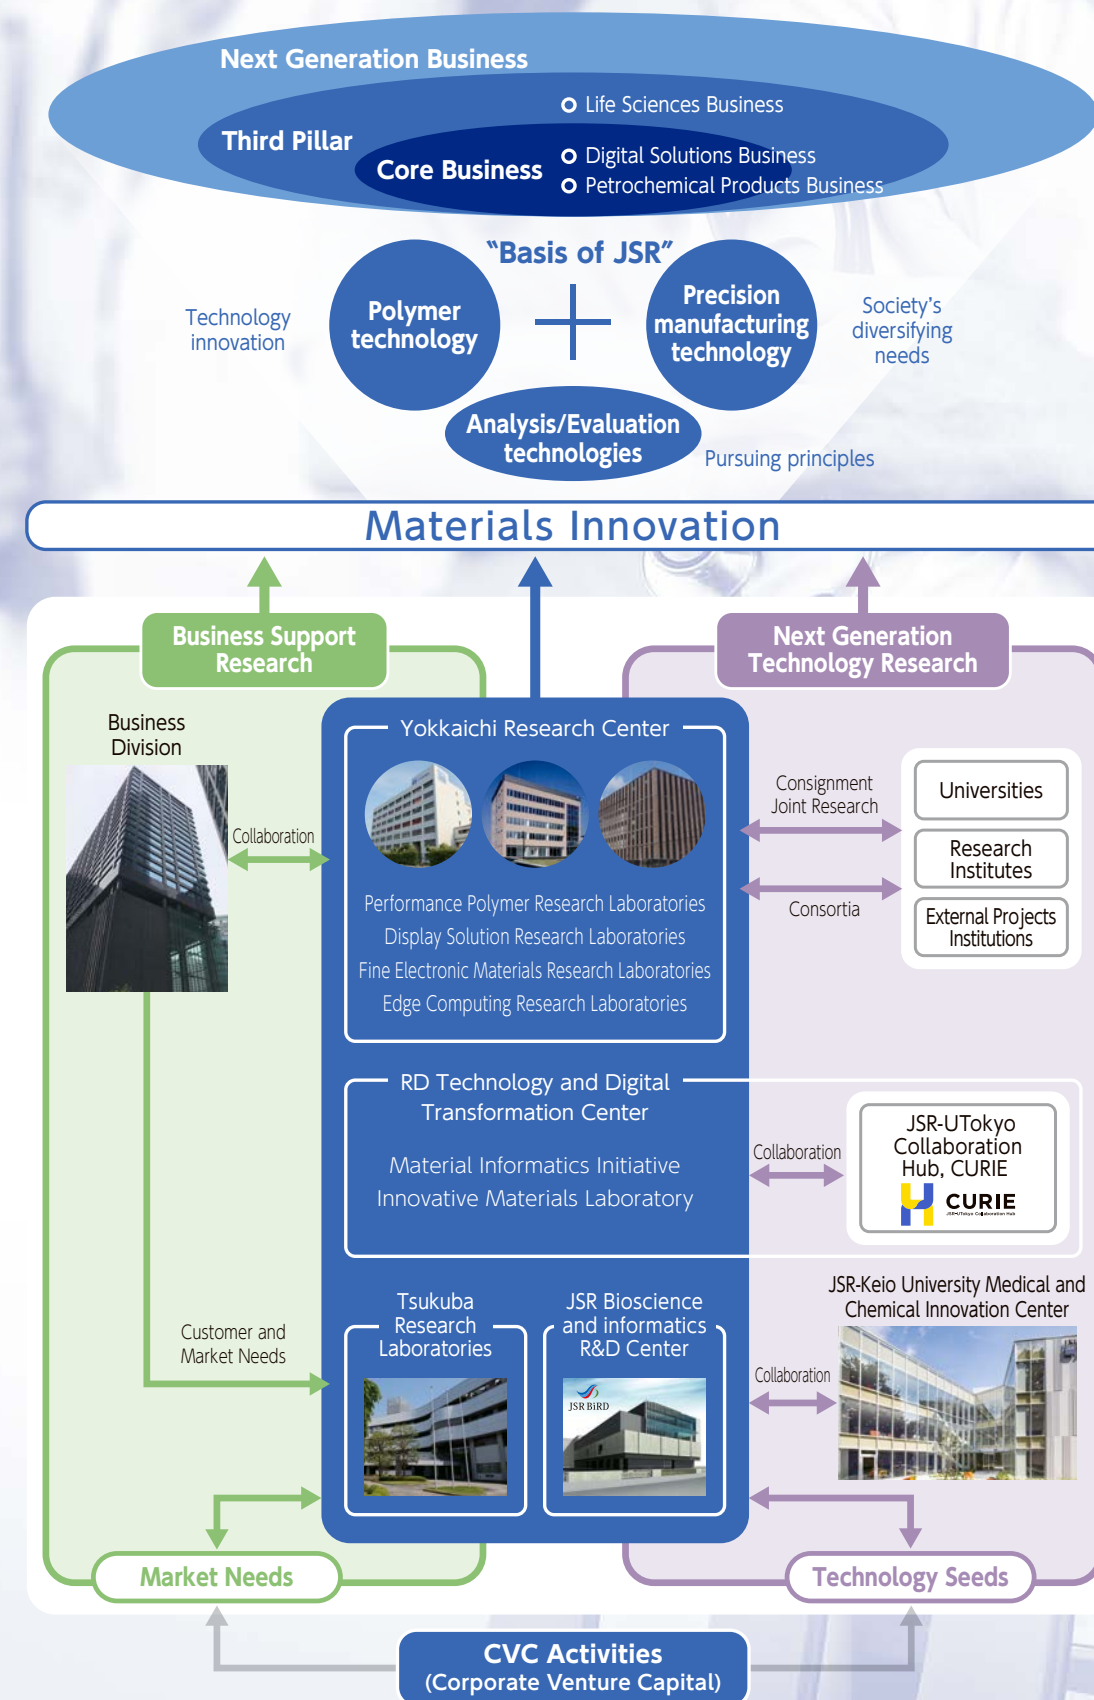 Next Generation Business
Life Sciences Business
Third Pillar
Core Business
Digital Solutions Business
Petrochemical Products Business
“Basis of JSR”
Technology
innovation
Polymer
technology
Precision
manufacturing
technology
Society’s
diversifying
needs
Analysis/Evaluation
technologies
Pursuing principles
Materials Innovation
Business Support
Research
Next Generation
Technology Research
Business
Division
Collaboration
Yokkaichi Research Center
Performance Polymer Research Laboratories
Display Solution Research Laboratories
Fine Electronic Materials Research Laboratories
Edge Computing Research Laboratories
Consignment
Joint Research
Consortia
Universities
Research
Institutes
External Projects
Institutions
RD Technology and Digital
Transformation Center
Material Informatics Initiative
Innovative Materials Laboratory
Collaboration
JSR-UTokyo
Collaboration
Hub, CURIE
CURIE
JSR-UTokyo Collaboration Hub
Customer and
Market Needs
Tsukuba
Research
Laboratories
JSR Bioscience
and informatics
R&D Center
JSR BiRD
Collaboration
JSR-Keio University Medical and
Chemical Innovation Center
Market Needs
Technology Seeds
CVC Activities
(Corporate Venture Capital)